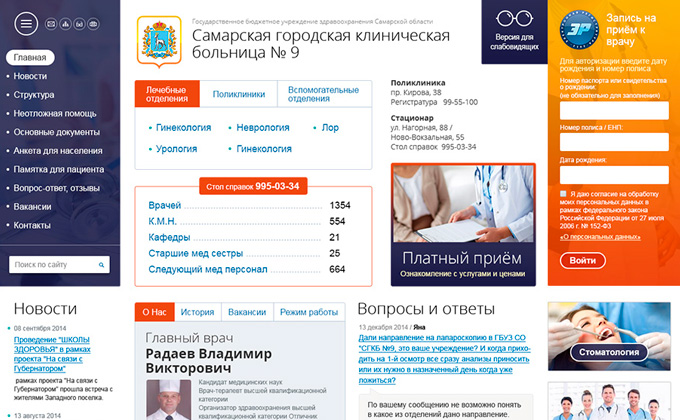 Главная
Новости
Структура
Неотложная помощь
Основные документы
Анкета для населения
Памятка для пациента
Вопрос-ответ, отзывы
Вакансии
Контакты
Поиск по сайту
Государственное бюджетное учреждение здравоохранения Самарской области
Самарская городская клиническая
больница № 9
Версия для
слабовидящих
Лечебные
отделения
Поликлиники
Вспомогательные
отделения
Гинекология
Неврология
Лор
Урология
Гинекология
Поликлиника
пр. Кирова, 38
Регистратура 99-55-100
Стационар
ул. Нагорная, 88 /
Ново-Вокзальная, 55
Стол справок 995-03-34
Стол справок 995-03-34
Врачей 1354
К.М.Н. 554
Кафедры 21
Старшие мед сестры 25
Следующий мед персонал 664
Платный приём
Ознакомление с услугами и ценами
ЭР
Запись на
приём к
врачу
Для авторизации введите дату
рождения и номер полиса
Номер паспорта или свидетельства
о рождении:
(не обязательно для заполнения)
Номер полиса / ЕНП:
Дата рождения:
Я даю согласие на обработку
моих персональных данных в
рамках федерального закона
Российской Федерации от 27 июля
2006 г. № 152-ФЗ
«О персональных данных»
Войти
Новости
08 сентября 2014
Проведение "ШКОЛЫ
ЗДОРОВЬЯ" в рамках
проекта "На связи с
Губернатором"
рамках проекта "На связи с
Губернатором" прошла встреча с
жителями Западного поселка.
13 августа 2014
О Нас
История
Вакансии
Режим работы
Главный врач
Радаев Владимир
Викторович
Кандидат медицинских наук
Врач-терапевт высшей квалификационной
категории
Организатор здравоохранения высшей
квалификационной категории Отличник
Вопросы и ответы
13 декабря 2014 / Яна
Дали направление на лапароскопию в ГБУЗ СО
"СГКБ №9, это ваше учреждение? И когда прихо-
дить на 1-й осмотр все сразу анализы приносить
или их нужно в назначенный день когда уже
ложиться?
По вашему сообщению не возможно понять
в какое из отделений дано направление.
Стоматология